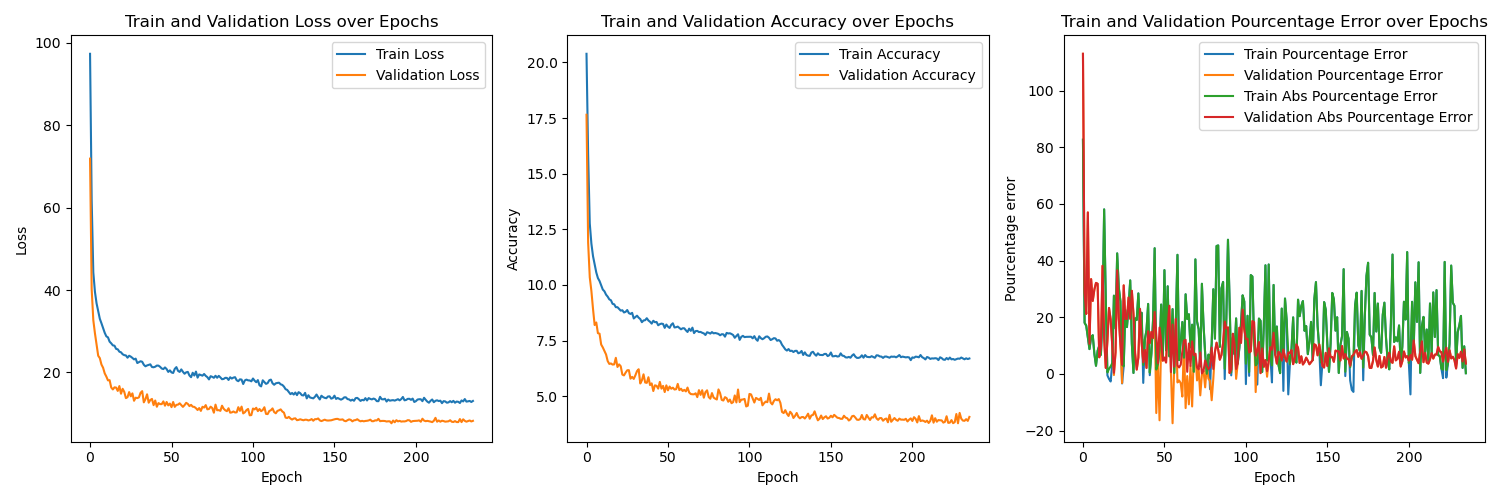 Train and Validation Loss over Epochs
Train Loss
Validation Loss
100
80
60
40
20
Loss
0
50
100
150
200
Epoch
Train and Validation Accuracy over Epochs
Train Accuracy
Validation Accuracy
20.0
17.5
15.0
12.5
10.0
7.5
5.0
Accuracy
0
50
100
150
200
Epoch
Train and Validation Pourcentage Error over Epochs
Train Pourcentage Error
Validation Pourcentage Error
Train Abs Pourcentage Error
Validation Abs Pourcentage Error
100
80
60
40
20
0
−20
Pourcentage error
0
50
100
150
200
Epoch